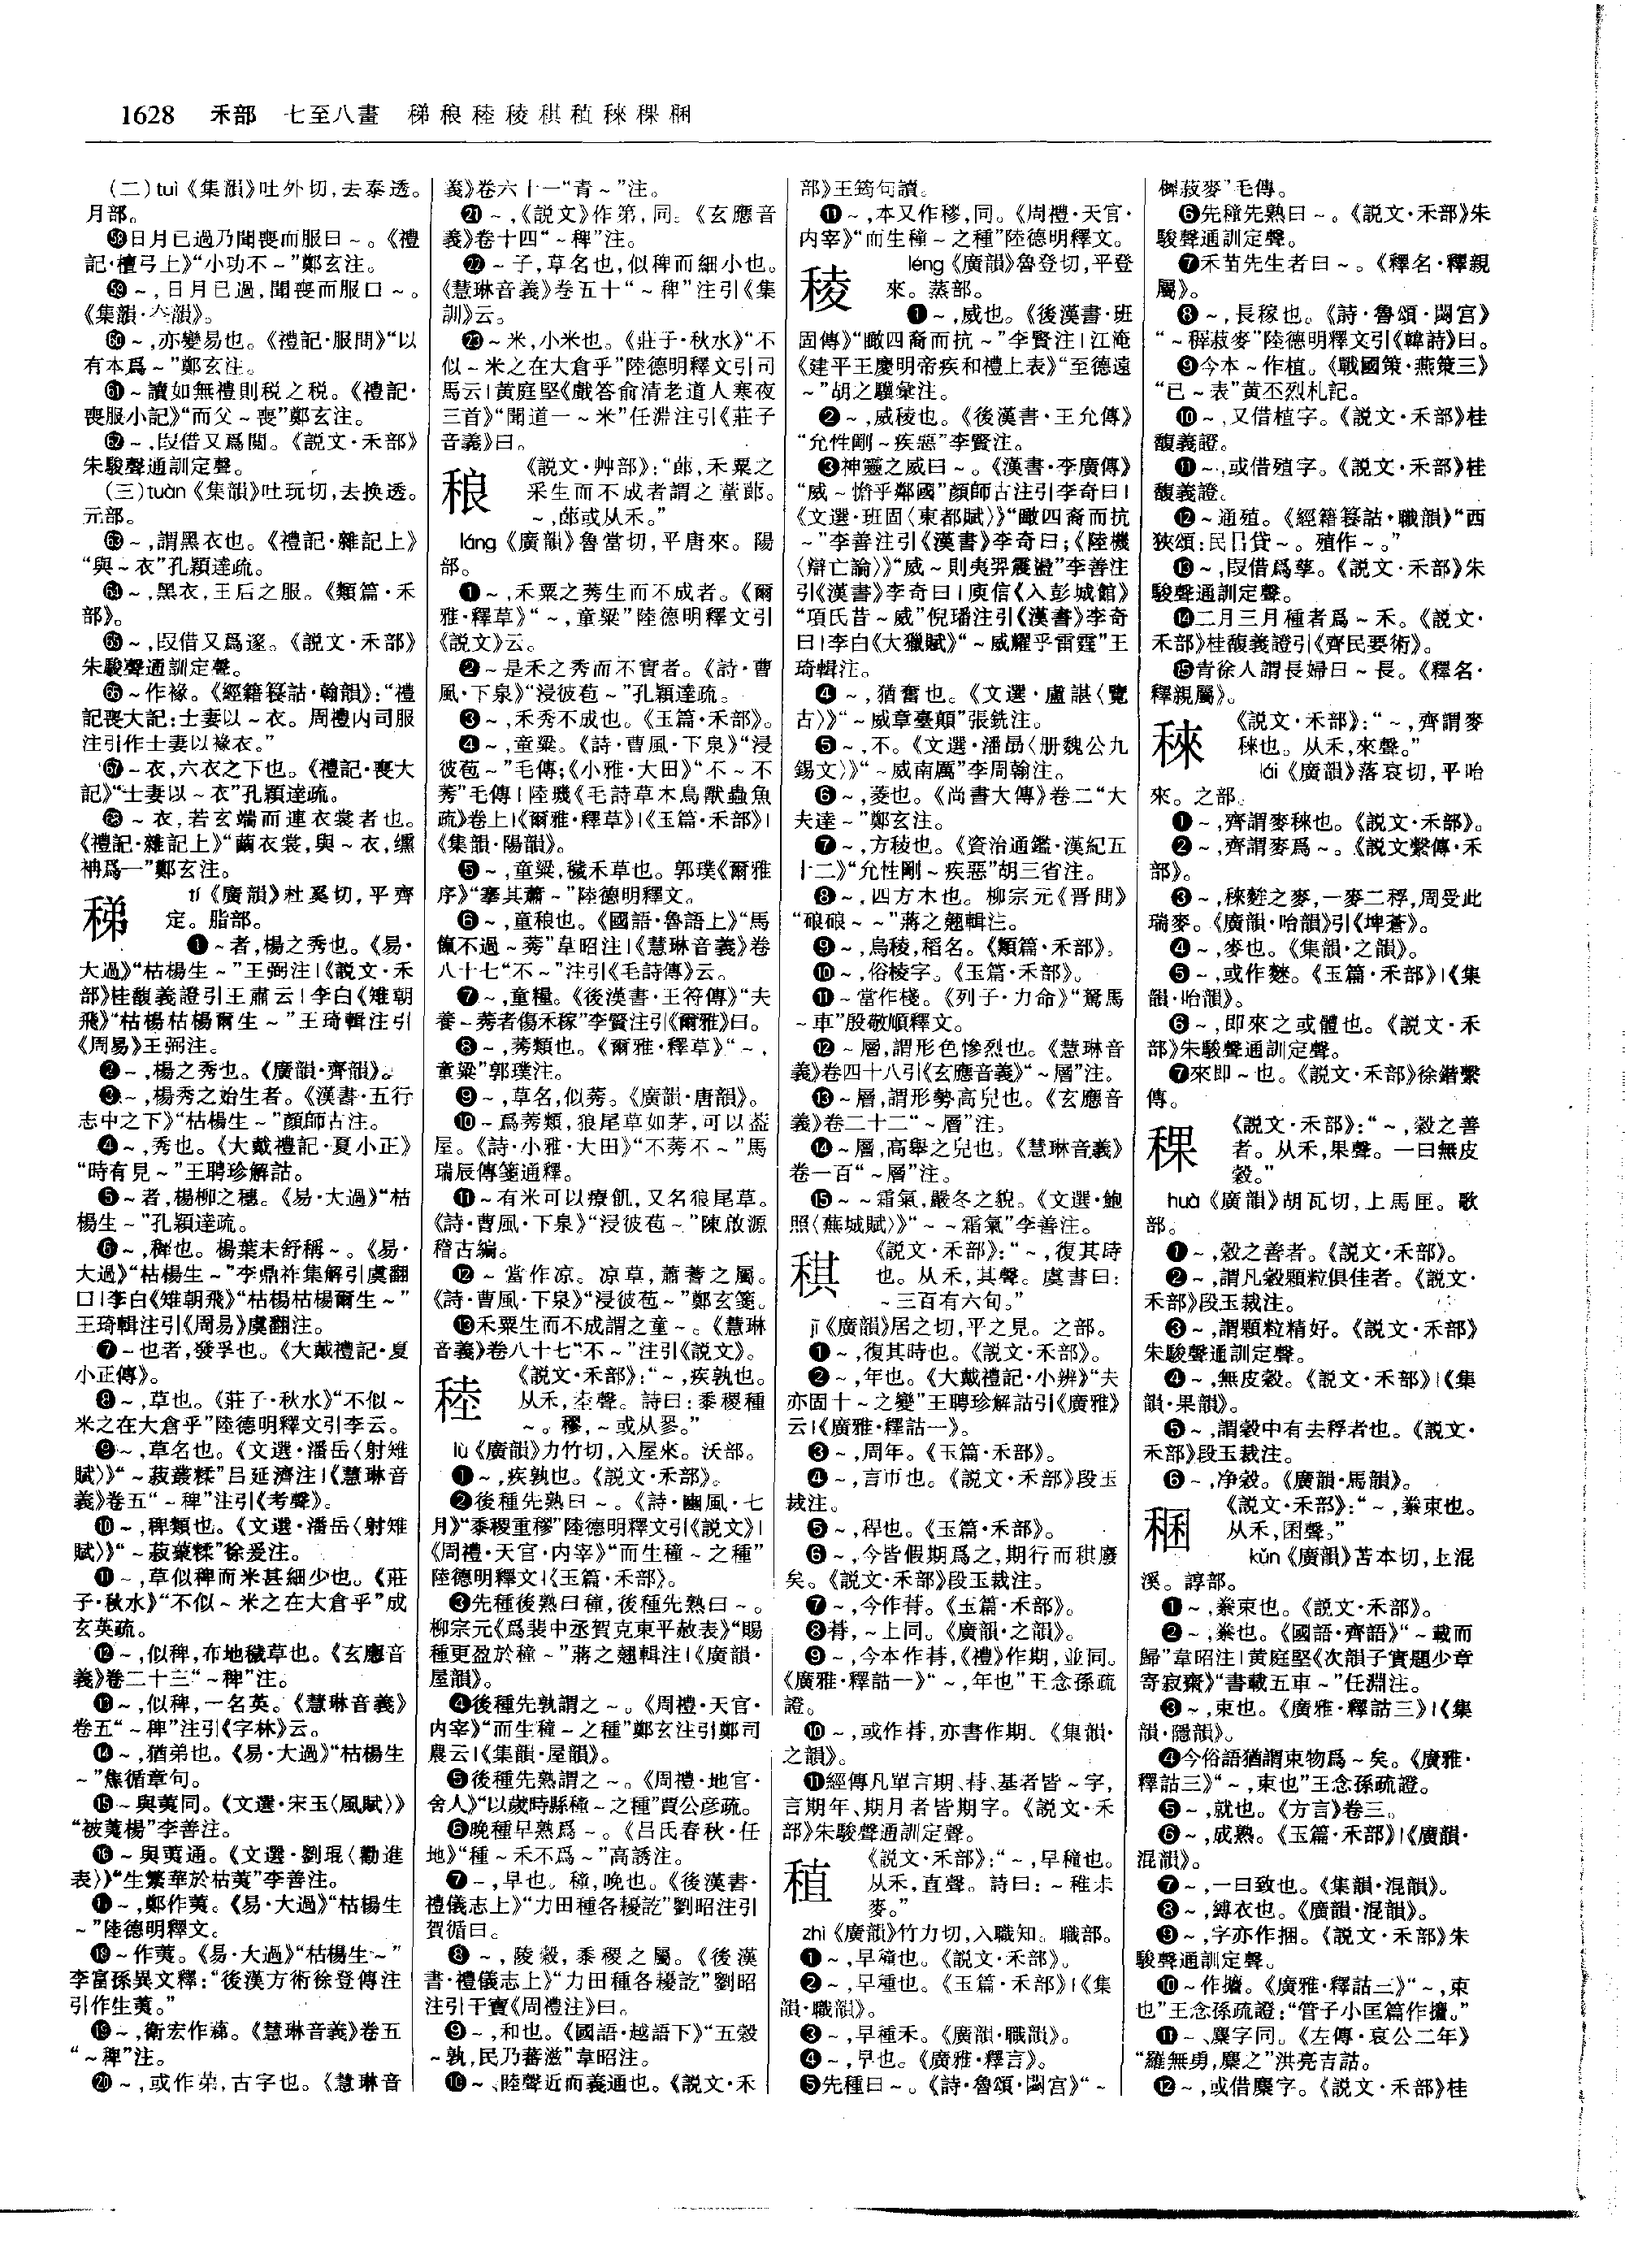 1628 禾部 七至八畫 稊稂稑稜稘稙秾稞稇
(二)tuì《集韻》吐外切,去泰透。
月部。
58日月已過乃聞喪而服曰~。《禮
記·檀弓上》“小功不~”鄭玄注。
59~,日月已過,聞喪而服曰~。
《集韻·夳韻》。
60~,亦變易也。《禮記·服問》“以
有本爲~”鄭玄注。
61~讀如無禮則税之税。《禮記·
喪服小記》“而父~喪”鄭玄注。
62~,叚借又爲閲。《説文·禾部》
朱駿聲通訓定聲。
(三)tuàn《集韻》吐玩切,去换透。
元部。
63~,謂黑衣也。《禮記·雜記上》
“與~衣”孔穎達疏。
64~,黑衣,王后之服。《類篇·禾
部》。
65~,叚借又爲𨗉。《説文·禾部》
朱駿聲通訓定聲。
66~作褖。《經籍籑詁·翰韻》:“禮
記喪大記:士妻以~衣。周禮内司服
注引作士妻以褖衣。”
67~衣,六衣之下也。《禮記·喪大
記》“士妻以~衣”孔穎達疏。
68~衣,若玄端而連衣裳者也。
《禮記·雜記上》“繭衣裳,與~衣,纁
袡爲一”鄭玄注。
稊 tí《廣韻》杜奚切,平齊
定。脂部。
❶~者,楊之秀也。《易·
大過》“枯楊生~”王弼注|《説文·禾
部》桂馥義證引王肅云|李白《雉朝
飛》“枯楊枯楊爾生~”王琦輯注引
《周易》王弼注。
❷~,楊之秀也。《廣韻·齊韻》。
❸~,楊秀之始生者。《漢書·五行
志中之下》“枯楊生~”顔師古注。
❹~,秀也。《大戴禮記·夏小正》
“時有見~”王聘珍解詁。
❺~者,楊柳之穗。《易·大過》“枯
楊生~”孔穎達疏。
❻~,稺也。楊葉未舒稱~。《易·
大過》“枯楊生~”李鼎祚集解引虞翻
曰|李白《雉朝飛》“枯楊枯楊爾生~”
王琦輯注引《周易》虞翻注。
❼~也者,發孚也。《大戴禮記·夏
小正傳》。
❽~,草也。《莊子·秋水》“不似~
米之在大倉乎”陸德明釋文引李云。
❾~,草名也。《文選·潘岳〈射雉
賦〉》“~菽藂糅”吕延濟注|《慧琳音
義》卷五“~稗”注引《考聲》。
❿~,稗類也。《文選·潘岳〈射雉
賦〉》“~菽藂糅”徐爰注。
⓫~,草似稗而米甚細少也。《莊
子·秋水》“不似~米之在大倉乎”成
玄英疏。
⓬~,似稗,布地穢草也。《玄應音
義》卷二十三“~稗”注。
⓭~,似稗,一名英。《慧琳音義》
卷五“~稗”注引《字林》云。
⓮~,猶弟也。《易·大過》“枯楊生
~”焦循章句。
⓯~與荑同。《文選·宋玉〈風賦〉》
“被荑楊”李善注。
⓰~與荑通。《文選·劉琨〈勸進
表〉》“生繁華於枯荑”李善注。
⓱~,鄭作荑。《易·大過》“枯楊生
~”陸德明釋文。
⓲~作荑。《易·大過》“枯楊生~”
李富孫異文釋:“後漢方術徐登傳注
引作生荑。”
⓳~,衛宏作䔑。《慧琳音義》卷五
“~稗”注。
⓴~,或作苐,古字也。《慧琳音
義》卷六十一“青~”注。
㉑~,《説文》作苐,同。《玄應音
義》卷十四“~稗”注。
㉒~子,草名也,似稗而細小也。
《慧琳音義》卷五十“~稗”注引《集
訓》云。
㉓~米,小米也。《莊子·秋水》“不
似~米之在大倉乎”陸德明釋文引司
馬云|黄庭堅《戲答俞清老道人寒夜
三首》“聞道一~米”任淵注引《莊子
音義》曰。
稂 《説文·艸部》:“蓈,禾粟之
采生而不成者謂之蕫蓈。
~,蓈或从禾。”
láng《廣韻》魯當切,平唐來。陽
部。
❶~,禾粟之莠生而不成者。《爾
雅·釋草》“~,童粱”陸德明釋文引
《説文》云。
❷~是禾之秀而不實者。《詩·曹
風·下泉》“浸彼苞~”孔穎達疏。
❸~,禾秀不成也。《玉篇·禾部》。
❹~,童粱。《詩·曹風·下泉》“浸
彼苞~”毛傳;《小雅·大田》“不~不
莠”毛傳|陸璣《毛詩草木鳥獸蟲魚
疏》卷上|《爾雅·釋草》|《玉篇·禾部》|
《集韻·陽韻》。
❺~,童粱,穢禾草也。郭璞《爾雅
序》“搴其蕭~”陸德明釋文。
❻~,童稂也。《國語·魯語上》“馬
餼不過~莠”韋昭注|《慧琳音義》卷
八十七“不~”注引《毛詩傳》云。
❼~,童糧。《後漢書·王符傳》“夫
養~莠者傷禾稼”李賢注引《爾雅》曰。
❽~,莠類也。《爾雅·釋草》“~,
童粱”郭璞注。
❾~,草名,似莠。《廣韻·唐韻》。
❿~爲莠類,狼尾草如茅,可以葢
屋。《詩·小雅·大田》“不莠不~”馬
瑞辰傳箋通釋。
⓫~有米可以療飢,又名狼尾草。
《詩·曹風·下泉》“浸彼苞~”陳啟源
稽古編。
⓬~當作凉。凉草,蕭蓍之屬。
《詩·曹風·下泉》“浸彼苞~”鄭玄箋。
⓭禾粟生而不成謂之童~。《慧琳
音義》卷八十七“不~”注引《説文》。
稑 《説文·禾部》:“~,疾孰也。
从禾,坴聲。詩曰:黍稷種
~。穋,~或从翏。”
lù《廣韻》力竹切,入屋來。沃部。
❶~,疾孰也。《説文·禾部》。
❷後種先熟曰~。《詩·豳風·七
月》“黍稷重穋”陸德明釋文引《説文》|
《周禮·天官·内宰》“而生穜~之種”
陸德明釋文|《玉篇·禾部》。
❸先種後熟曰穜,後種先熟曰~。
柳宗元《爲裴中丞賀克東平赦表》“賜
種更盈於穜~”蔣之翹輯注|《廣韻·
屋韻》。
❹後種先孰謂之~。《周禮·天官·
内宰》“而生穜~之種”鄭玄注引鄭司
農云|《集韻·屋韻》。
❺後種先熟謂之~。《周禮·地官·
舍人》“以歲時縣穜~之種”賈公彦疏。
❻晚種早熟爲~。《吕氏春秋·任
地》“種~禾不爲~”高誘注。
❼~,早也。穜,晚也。《後漢書·
禮儀志上》“力田種各耰訖”劉昭注引
賀循曰。
❽~,陵穀,黍稷之屬。《後漢
書·禮儀志上》“力田種各耰訖”劉昭
注引干寶《周禮注》曰。
❾~,和也。《國語·越語下》“五穀
~孰,民乃蕃滋”韋昭注。
❿~、陸聲近而義通也。《説文·禾
部》王筠句讀。
⓫~,本又作穋,同。《周禮·天官·
内宰》“而生穜~之種”陸德明釋文。
稜 léng《廣韻》魯登切,平登
來。蒸部。
❶~,威也。《後漢書·班
固傳》“瞰四裔而抗~”李賢注|江淹
《建平王慶明帝疾和禮上表》“至德遠
~”胡之驥彙注。
❷~,威稜也。《後漢書·王允傳》
“允性剛~疾惡”李賢注。
❸神靈之威曰~。《漢書·李廣傳》
“威~憺乎鄰國”顔師古注引李奇曰|
《文選·班固〈東都賦〉》“瞰四裔而抗
~”李善注引《漢書》李奇曰;《陸機
〈辯亡論〉》“威~則夷羿震盪”李善注
引《漢書》李奇曰|庾信《入彭城館》
“項氏昔~威”倪璠注引《漢書》李奇
曰|李白《大獵賦》“~威耀乎雷霆”王
琦輯注。
❹~,猶奮也。《文選·盧諶〈覽
古〉》“~威章臺顛”張銑注。
❺~,不。《文選·潘勗〈册魏公九
錫文〉》“~威南厲”李周翰注。
❻~,菱也。《尚書大傳》卷二“大
夫達~”鄭玄注。
❼~,方稜也。《資治通鑑·漢紀五
十二》“允性剛~疾惡”胡三省注。
❽~,四方木也。柳宗元《晋問》
“硠硠~~”蔣之翹輯注。
❾~,烏稜,稻名。《類篇·禾部》。
❿~,俗棱字。《玉篇·禾部》。
⓫~當作棧。《列子·力命》“駑馬
~車”殷敬順釋文。
⓬~層,謂形色慘烈也。《慧琳音
義》卷四十八引《玄應音義》“~層”注。
⓭~層,謂形勢高皃也。《玄應音
義》卷二十二“~層”注。
⓮~層,高舉之皃也。《慧琳音義》
卷一百“~層”注。
⓯~~霜氣,嚴冬之貌。《文選·鮑
照〈蕪城賦〉》“~~霜氣”李善注。
稘 《説文·禾部》:“~,復其時
也。从禾,其聲。虞書曰:
~三百有六旬。”
jī《廣韻》居之切,平之見。之部。
❶~,復其時也。《説文·禾部》。
❷~,年也。《大戴禮記·小辨》“夫
亦固十~之變”王聘珍解詁引《廣雅》
云|《廣雅·釋詁一》。
❸~,周年。《玉篇·禾部》。
❹~,言帀也。《説文·禾部》段玉
裁注。
❺~,稈也。《玉篇·禾部》。
❻~,今皆假期爲之,期行而稘廢
矣。《説文·禾部》段玉裁注。
❼~,今作朞。《玉篇·禾部》。
❽朞,~上同。《廣韻·之韻》。
❾~,今本作朞,《禮》作期,並同。
《廣雅·釋詁一》“~,年也”王念孫疏
證。
❿~,或作朞,亦書作期。《集韻·
之韻》。
⓫經傳凡單言期、朞、基者皆~字,
言期年、期月者皆期字。《説文·禾
部》朱駿聲通訓定聲。
稙 《説文·禾部》:“~,早穜也。
从禾,直聲。詩曰:~稚尗
麥。”
zhī《廣韻》竹力切,入職知。職部。
❶~,早穜也。《説文·禾部》。
❷~,早種也。《玉篇·禾部》|《集
韻·職韻》。
❸~,早種禾。《廣韻·職韻》。
❹~,早也。《廣雅·釋言》。
❺先種曰~。《詩·魯頌·閟宫》“~
穉菽麥”毛傳。
❻先穜先熟曰~。《説文·禾部》朱
駿聲通訓定聲。
❼禾苗先生者曰~。《釋名·釋親
屬》。
❽~,長稼也。《詩·魯頌·閟宫》
“~穉菽麥”陸德明釋文引《韓詩》曰。
❾今本~作植。《戰國策·燕策三》
“已~表”黄丕烈札記。
❿~,又借植字。《説文·禾部》桂
馥義證。
⓫~,或借殖字。《説文·禾部》桂
馥義證。
⓬~通殖。《經籍籑詁·職韻》“西
狹頌:民㠯貨~。殖作~。”
⓭~,叚借爲孳。《説文·禾部》朱
駿聲通訓定聲。
⓮二月三月種者爲~禾。《説文·
禾部》桂馥義證引《齊民要術》。
⓯青徐人謂長婦曰~長。《釋名·
釋親屬》。
秾 《説文·禾部》:“~,齊謂麥
秾也。从禾,來聲。”
lái《廣韻》落哀切,平咍
來。之部。
❶~,齊謂麥䅘也。《説文·禾部》。
❷~,齊謂麥爲~。《説文繫傳·禾
部》。
❸~,䅘麰之麥,一麥二稃,周受此
瑞麥。《廣韻·咍韻》引《埤蒼》。
❹~,麥也。《集韻·之韻》。
❺~,或作䅘。《玉篇·禾部》|《集
韻·咍韻》。
❻~,即來之或體也。《説文·禾
部》朱駿聲通訓定聲。
❼來即~也。《説文·禾部》徐鍇繫
傳。
稞 《説文·禾部》:“~,穀之善
者。从禾,果聲。一曰無皮
穀。”
huà《廣韻》胡瓦切,上馬匣。歌
部。
❶~,穀之善者。《説文·禾部》。
❷~,謂凡穀顆粒俱佳者。《説文·
禾部》段玉裁注。
❸~,謂顆粒精好。《説文·禾部》
朱駿聲通訓定聲。
❹~,無皮穀。《説文·禾部》|《集
韻·果韻》。
❺~,謂穀中有去稃者也。《説文·
禾部》段玉裁注。
❻~,净穀。《廣韻·馬韻》。
稇 《説文·禾部》:“~,絭束也。
从禾,囷聲。”
kǔn《廣韻》苦本切,上混
溪。諄部。
❶~,絭束也。《説文·禾部》。
❷~,絭也。《國語·齊語》“~載而
歸”韋昭注|黄庭堅《次韻子實題少章
寄寂齋》“書載五車~”任淵注。
❸~,束也。《廣雅·釋詁三》|《集
韻·隱韻》。
❹今俗語猶謂束物爲~矣。《廣雅·
釋詁三》“~,束也”王念孫疏證。
❺~,就也。《方言》卷三。
❻~,成熟。《玉篇·禾部》|《廣韻·
混韻》。
❼~,一曰致也。《集韻·混韻》。
❽~,縛衣也。《廣韻·混韻》。
❾~,字亦作捆。《説文·禾部》朱
駿聲通訓定聲。
❿~作攟。《廣雅·釋詁三》“~,束
也”王念孫疏證:“管子小匡篇作攟。”
⓫~、麇字同。《左傳·哀公二年》
“羅無勇,麇之”洪亮吉詁。
⓬~,或借麇字。《説文·禾部》桂